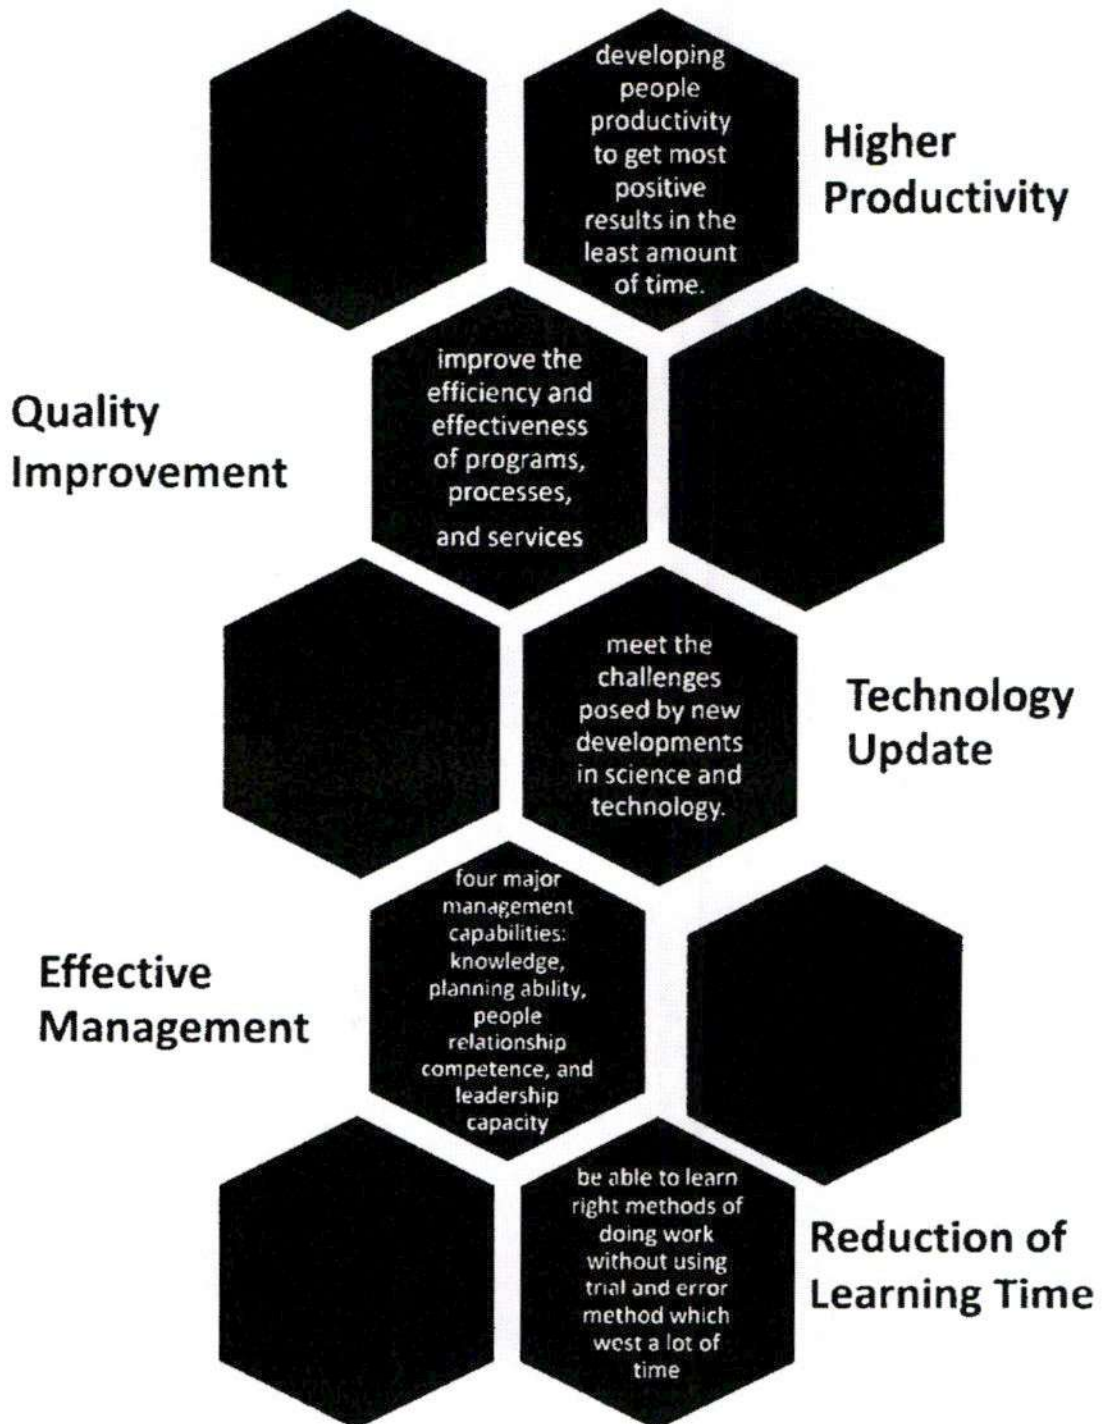 developing
people
productivity
to get most
positive
results in the
least amount
of time.
Higher
Productivity
Quality
Improvement
improve the
efficiency and
effectiveness
of programs,
processes,
and services
meet the
challenges
posed by new
developments
in science and
technology.
Technology
Update
Effective
Management
four major
management
capabilities:
knowledge,
planning ability,
people
relationship
competence, and
leadership
capacity
be able to learn
right methods of
doing work
without using
trial and error
method which
west a lot of
time
Reduction of
Learning Time